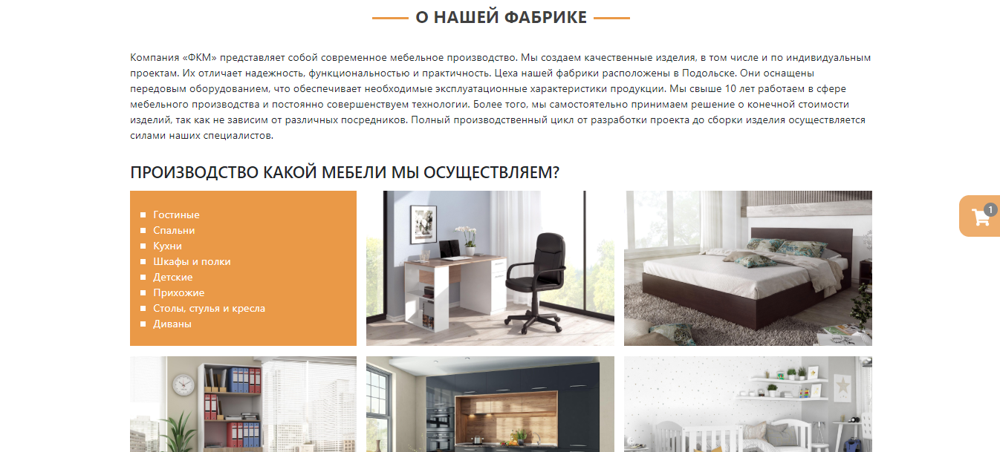 О НАШЕЙ ФАБРИКЕ
Компания «ФКМ» представляет собой современное мебельное производство. Мы создаем качественные изделия, в том числе и по индивидуальным
проектам. Их отличает надежность, функциональностью и практичность. Цеха нашей фабрики расположены в Подольске. Они оснащены
передовым оборудованием, что обеспечивает необходимые эксплуатационные характеристики продукции. Мы свыше 10 лет работаем в сфере
мебельного производства и постоянно совершенствуем технологии. Более того, мы самостоятельно принимаем решение о конечной стоимости
изделий, так как не зависим от различных посредников. Полный производственный цикл от разработки проекта до сборки изделия осуществляется
силами наших специалистов.
ПРОИЗВОДСТВО КАКОЙ МЕБЕЛИ МЫ ОСУЩЕСТВЛЯЕМ?
Гостиные
Спальни
Кухни
Шкафы и полки
Детские
Прихожие
Столы, стулья и кресла
Диваны
1